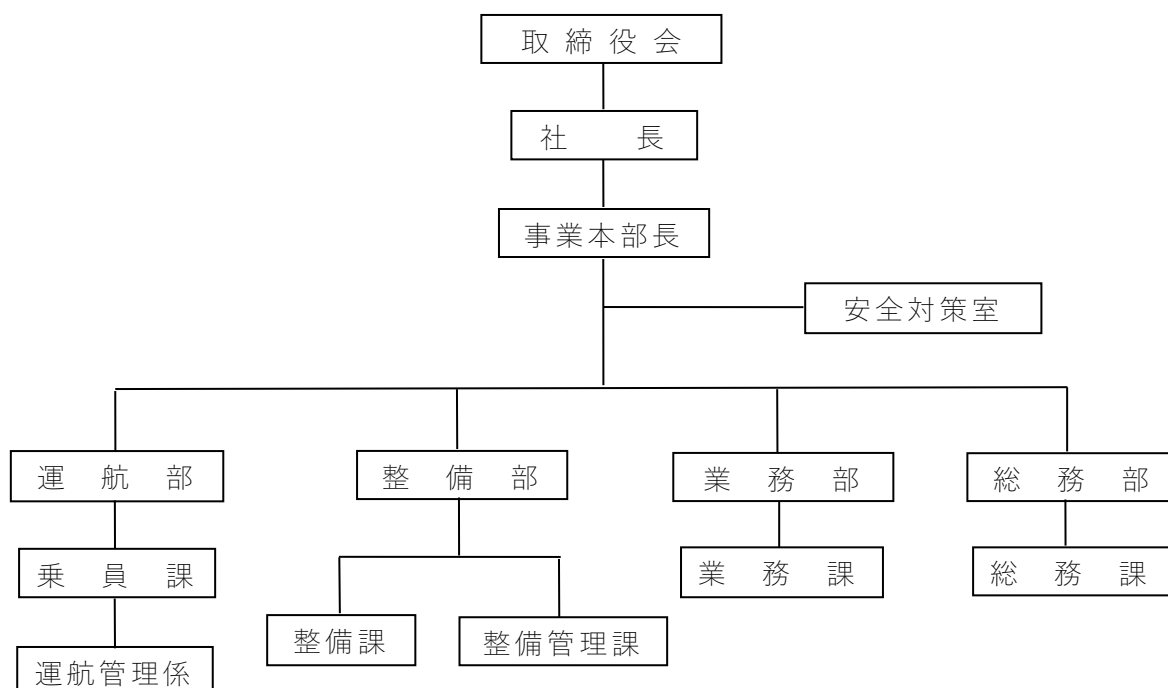 取締役会
社長
事業本部長
安全対策室
運航部
整備部
業務部
総務部
乗員課
業務課
総務課
整備課
整備管理課
運航管理係